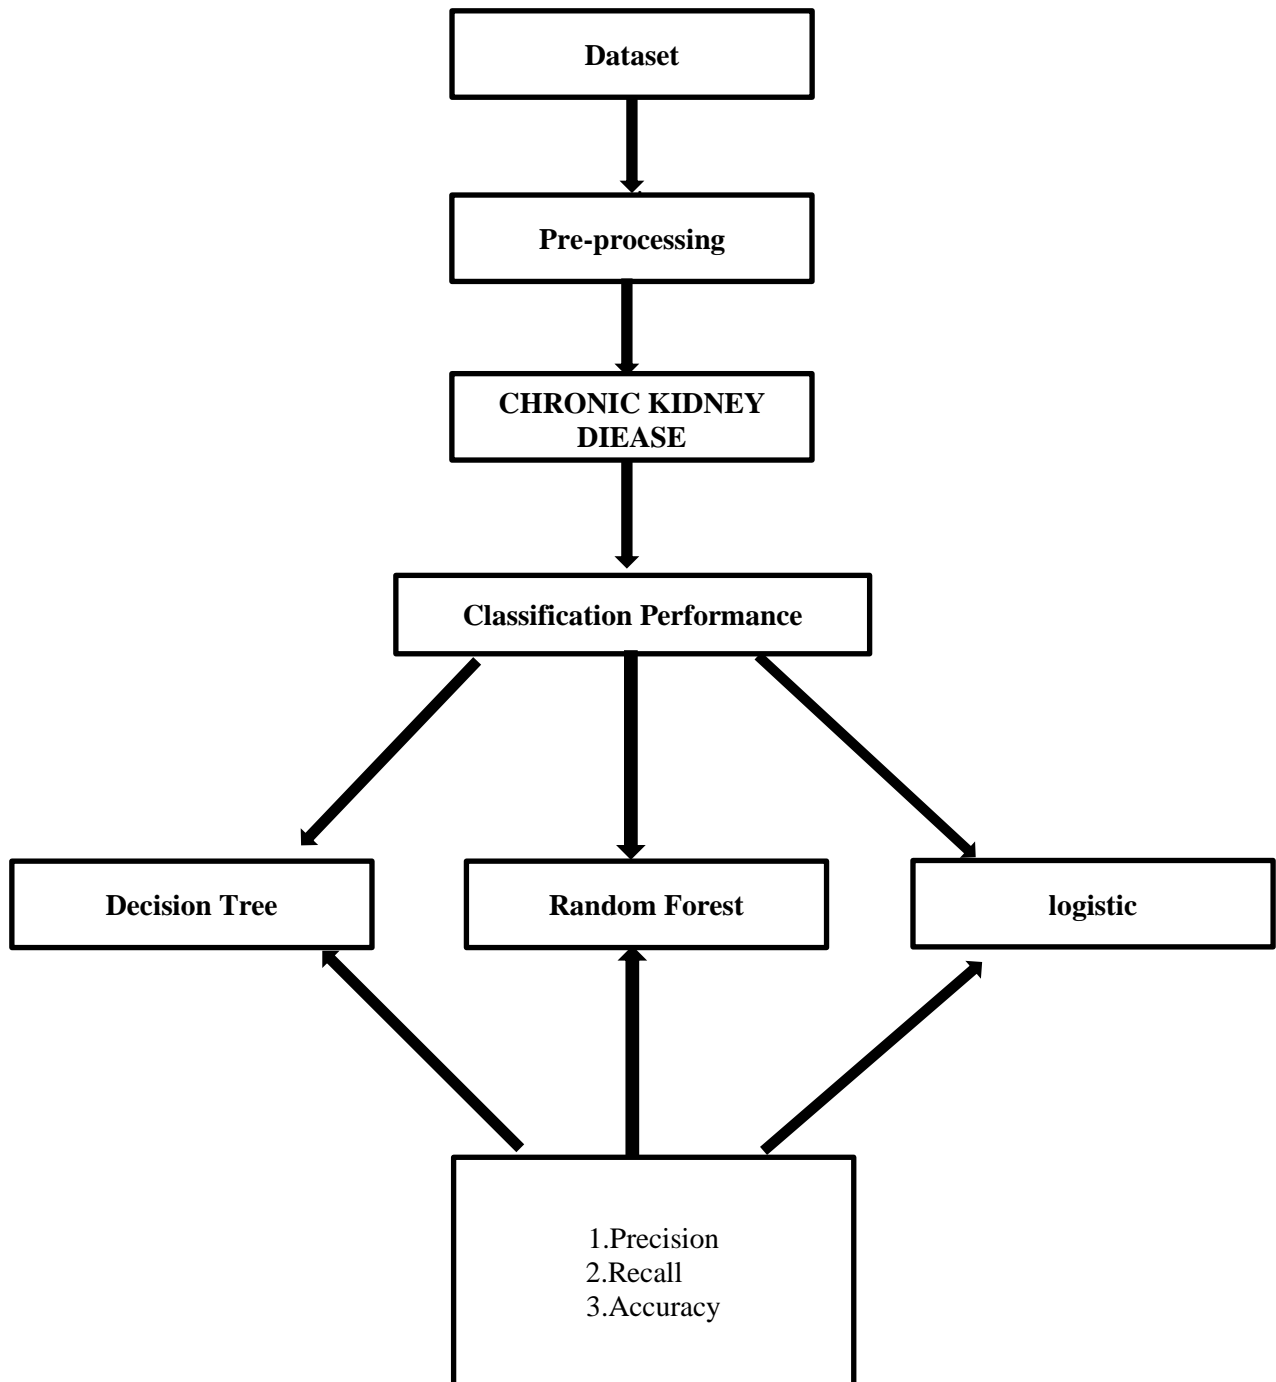 Dataset
Pre-processing
CHRONIC KIDNEY
DIEASE
Classification Performance
Decision Tree
Random Forest
logistic
1.Precision
2.Recall
3.Accuracy